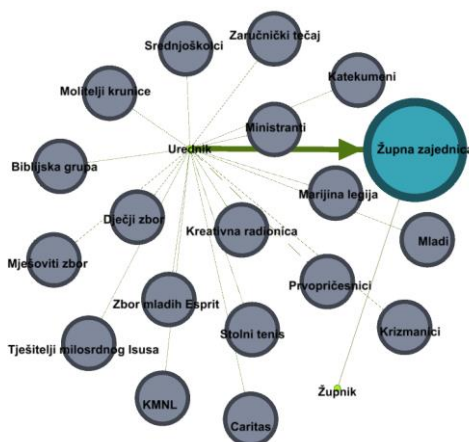 Zaručnički tečaj
Srednjoškolci
Katekumeni
Molitelji krunice
Ministranti
Urednik
Župna zajednica
Biblijska grupa
Marijina legija
Dječji zbor
Kreativna radionica
Mladi
Mješoviti zbor
Prvopričesnici
Zbor mladih Esprit
Stolni tenis
Krizmanici
Tješitelji milosrdnog Isusa
Župnik
KMNL
Caritas